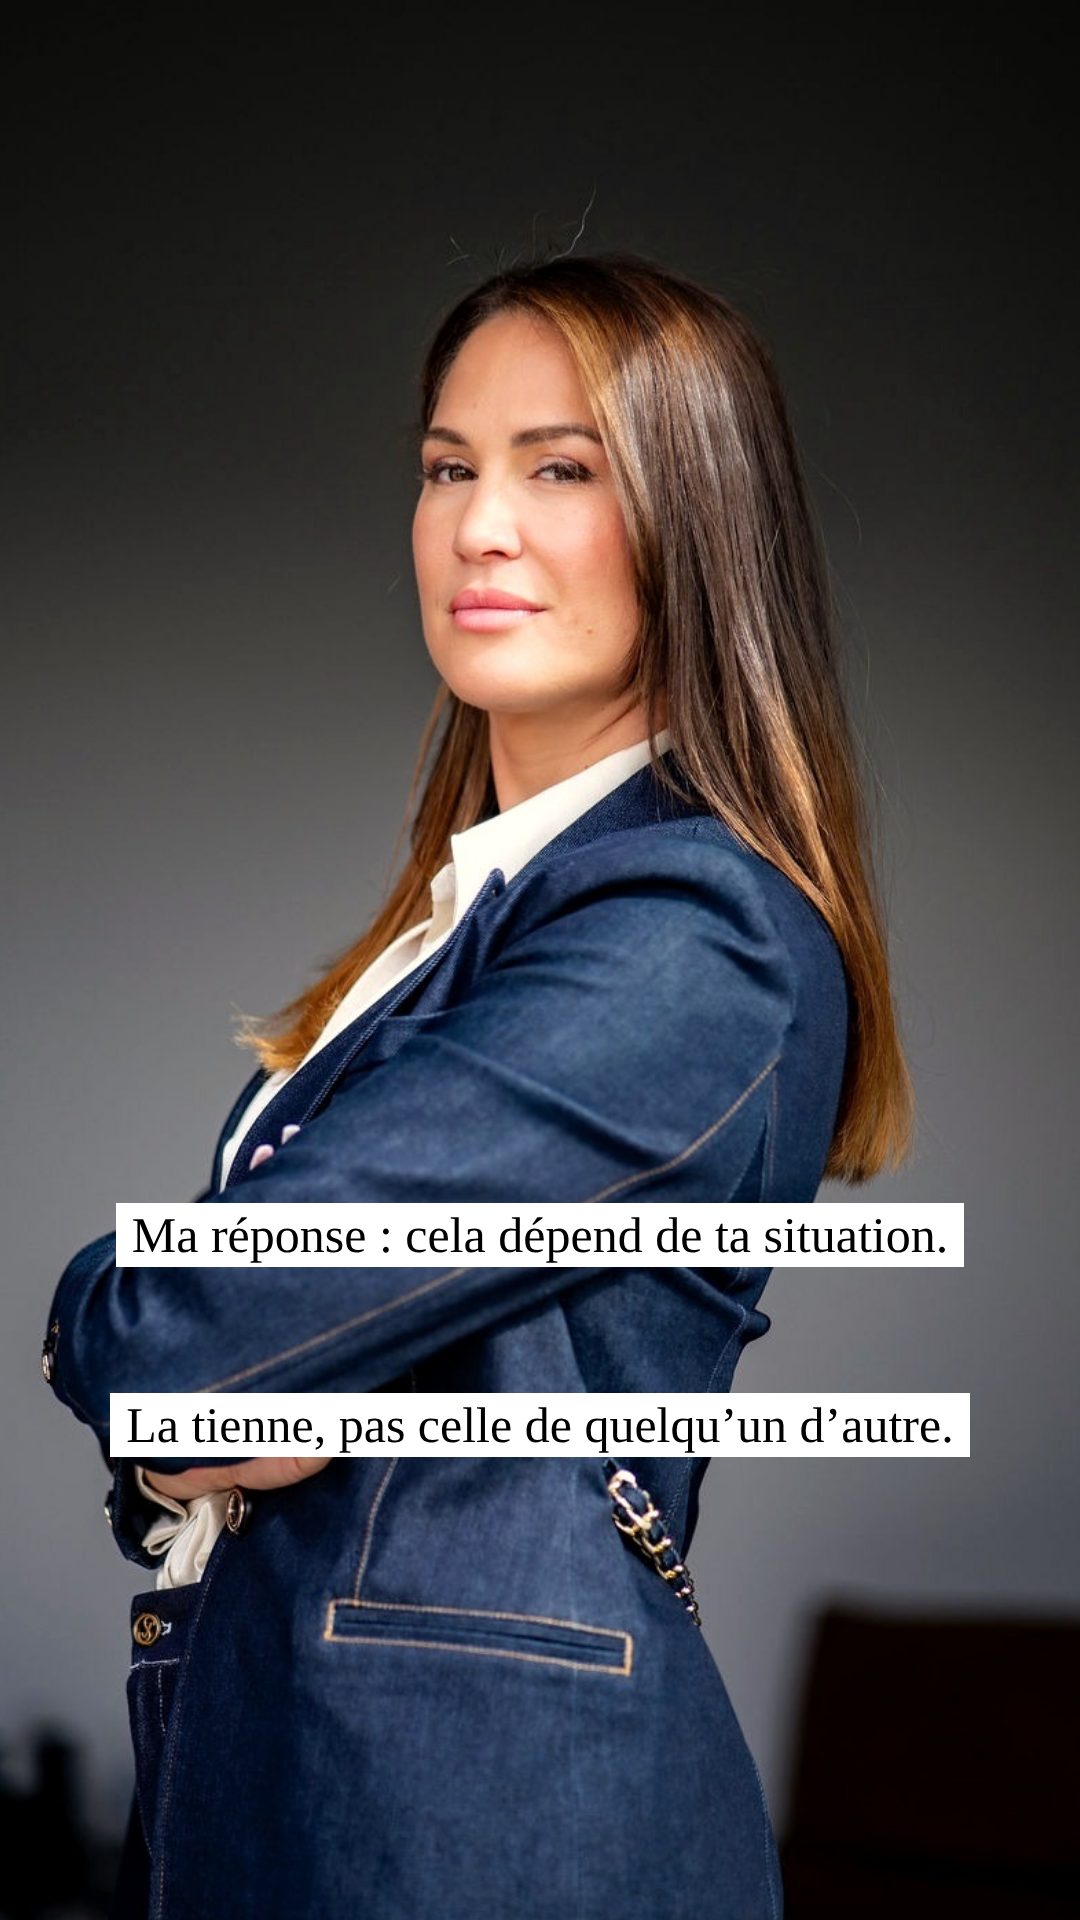 Ma réponse : cela dépend de ta situation.
La tienne, pas celle de quelqu’un d’autre.